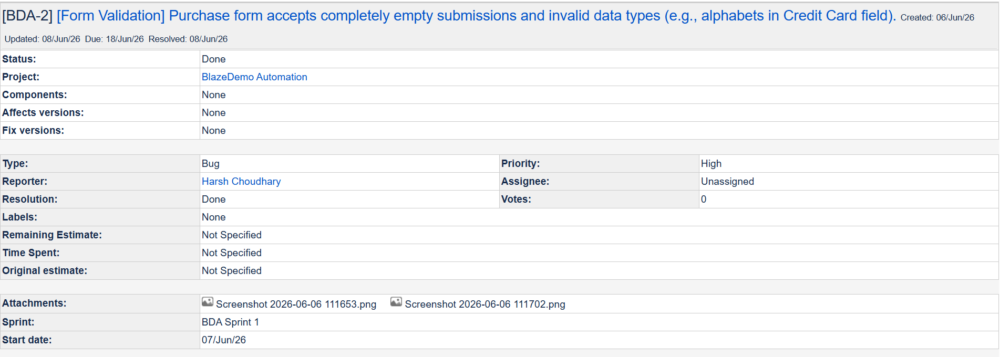 [BDA-2] [Form Validation] Purchase form accepts completely empty submissions and invalid data types (e.g., alphabets in Credit Card field). Created: 06/Jun/26
Updated: 08/Jun/26 Due: 18/Jun/26 Resolved: 08/Jun/26
Status: Done
Project: BlazeDemo Automation
Components: None
Affects versions: None
Fix versions: None
Type: Bug Priority: High
Reporter: Harsh Choudhary Assignee: Unassigned
Resolution: Done Votes: 0
Labels: None
Remaining Estimate: Not Specified
Time Spent: Not Specified
Original estimate: Not Specified
Attachments: Screenshot 2026-06-06 111653.png Screenshot 2026-06-06 111702.png
Sprint: BDA Sprint 1
Start date: 07/Jun/26